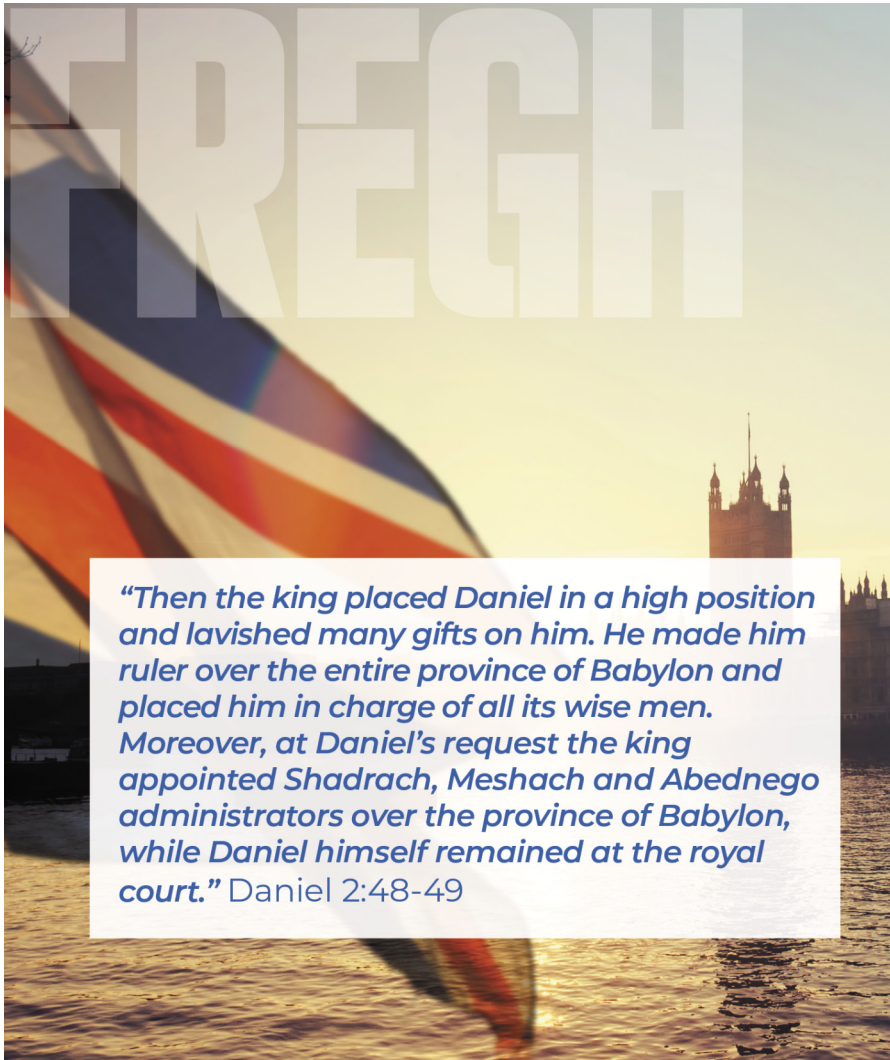 FREGH
“Then the king placed Daniel in a high position
and lavished many gifts on him. He made him
ruler over the entire province of Babylon and
placed him in charge of all its wise men.
Moreover, at Daniel’s request the king
appointed Shadrach, Meshach and Abednego
administrators over the province of Babylon,
while Daniel himself remained at the royal
court.” Daniel 2:48-49